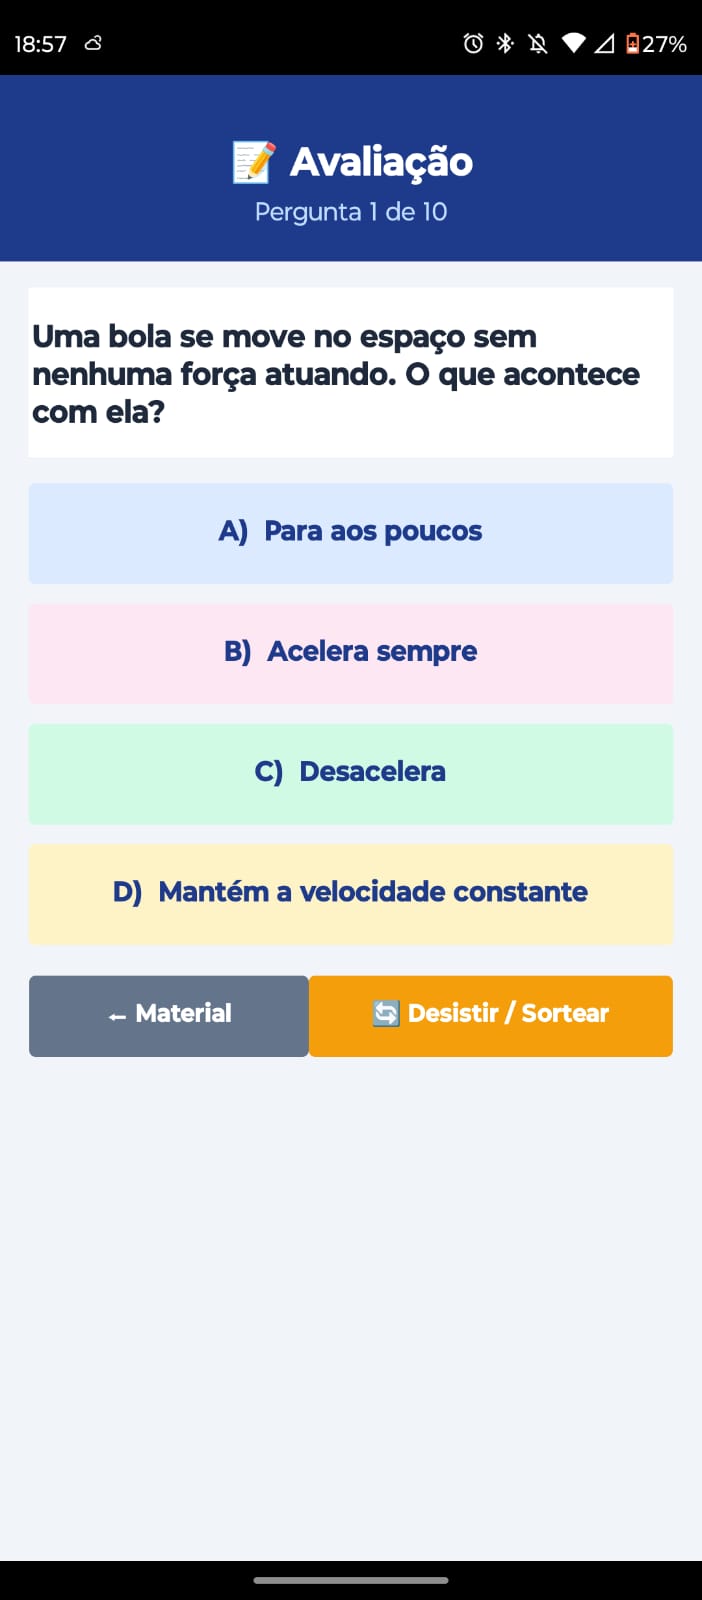 18:57
27%
📝 Avaliação
Pergunta 1 de 10
Uma bola se move no espaço sem
nenhuma força atuando. O que acontece
com ela?
A) Para aos poucos
B) Acelera sempre
C) Desacelera
D) Mantém a velocidade constante
← Material
🔄 Desistir / Sortear